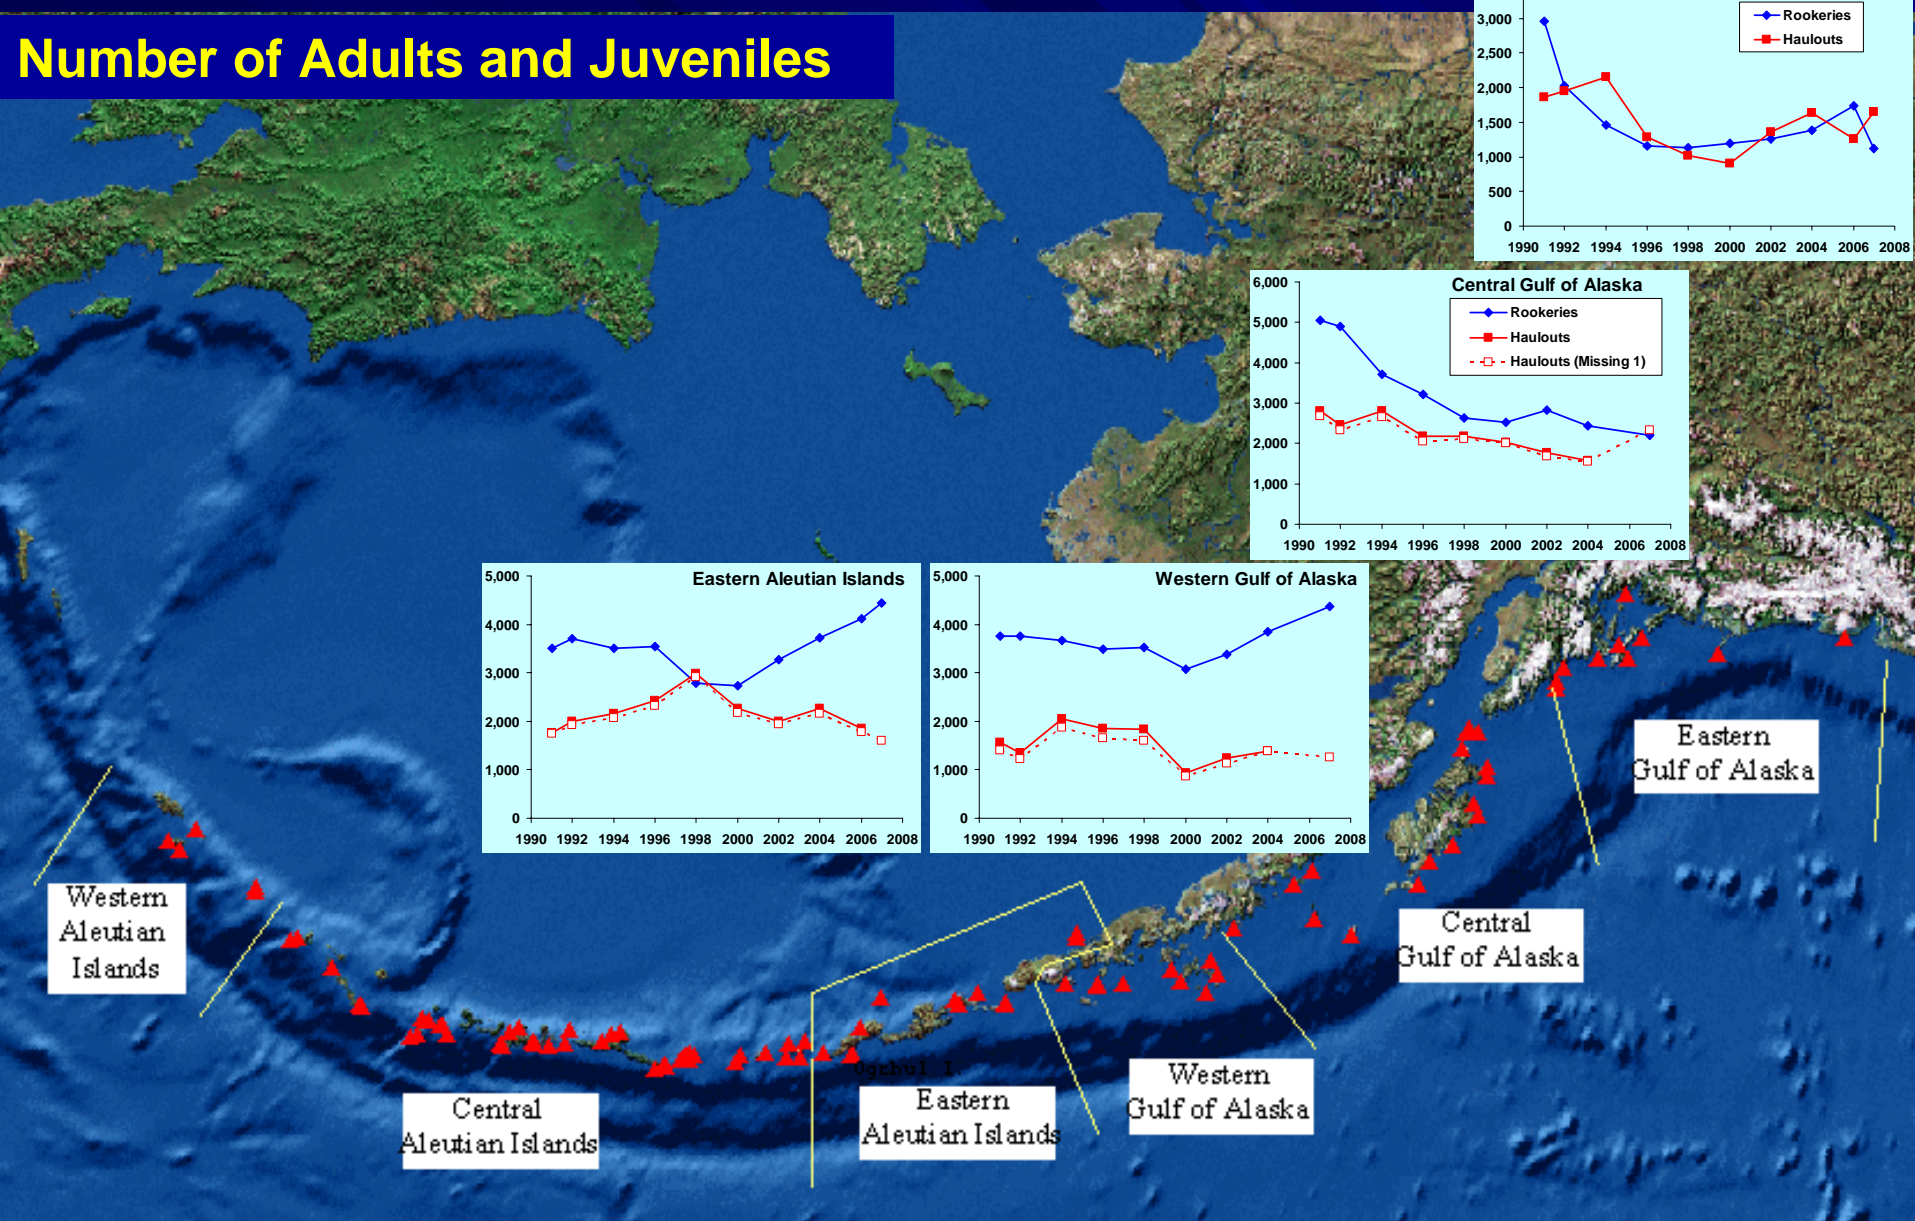 Number of Adults and Juveniles
3,000
2,500
2,000
1,500
1,000
500
0
1990 1992 1994 1996 1998 2000 2002 2004 2006 2008
Rookeries
Haulouts
Central Gulf of Alaska
6,000
5,000
4,000
3,000
2,000
1,000
0
1990 1992 1994 1996 1998 2000 2002 2004 2006 2008
Rookeries
Haulouts
Haulouts (Missing 1)
Eastern Aleutian Islands
5,000
4,000
3,000
2,000
1,000
0
1990 1992 1994 1996 1998 2000 2002 2004 2006 2008
Western Gulf of Alaska
5,000
4,000
3,000
2,000
1,000
0
1990 1992 1994 1996 1998 2000 2002 2004 2006 2008
Eastern
Gulf of Alaska
Western
Aleutian
Islands
Central
Gulf of Alaska
Ogchul I.
Western
Gulf of Alaska
Eastern
Aleutian Islands
Central
Aleutian Islands